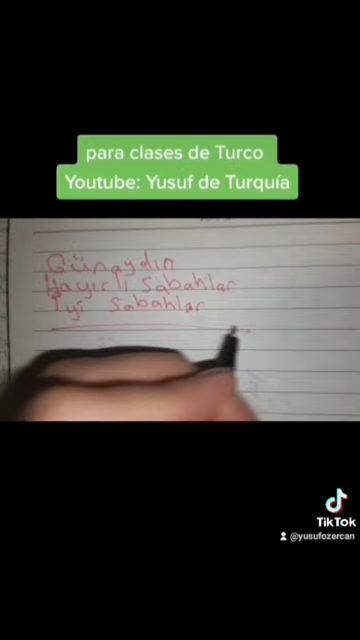 para clases de Turco
Youtube: Yusuf de Turquía
Günaydın
Hayırlı Sabahlar
İyi Sabahlar
TikTok
@yusufozercan